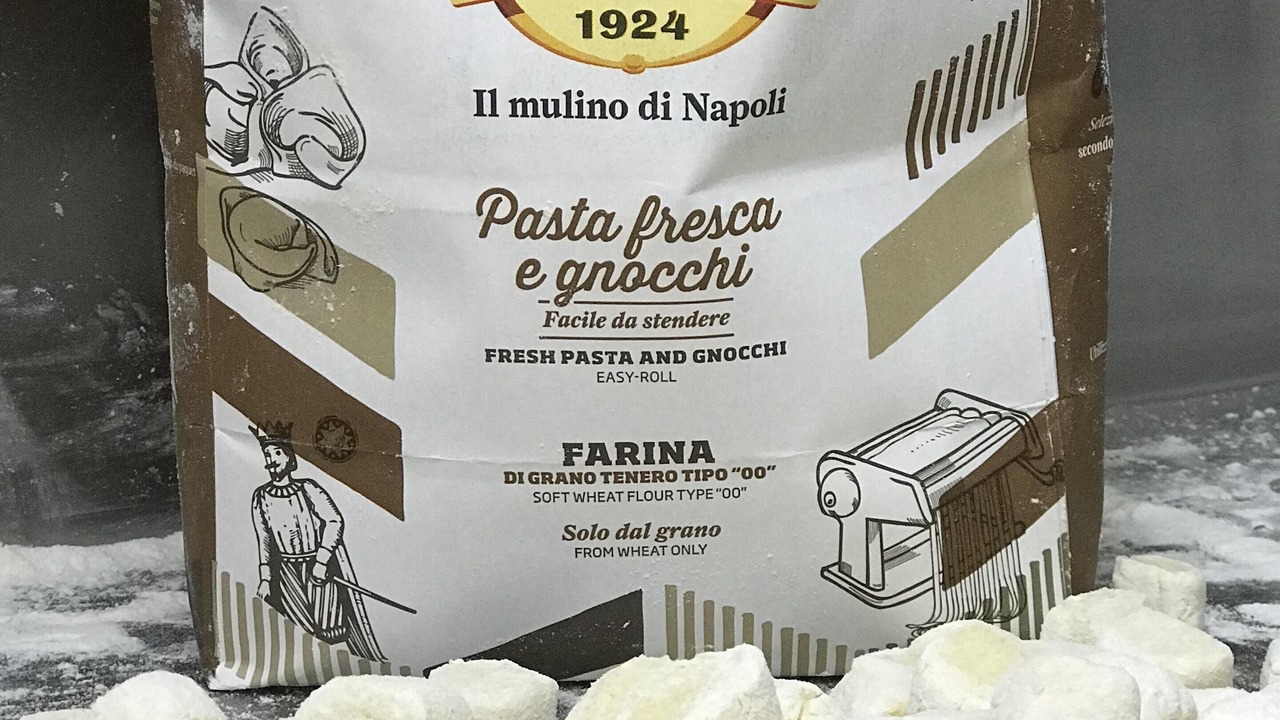 1924
Il mulino di Napoli
Pasta fresca
e gnocchi
Facile da stendere
FRESH PASTA AND GNOCCHI
EASY-ROLL
FARINA
DI GRANO TENERO TIPO "00"
SOFT WHEAT FLOUR TYPE "00"
Solo dal grano
FROM WHEAT ONLY
secondo